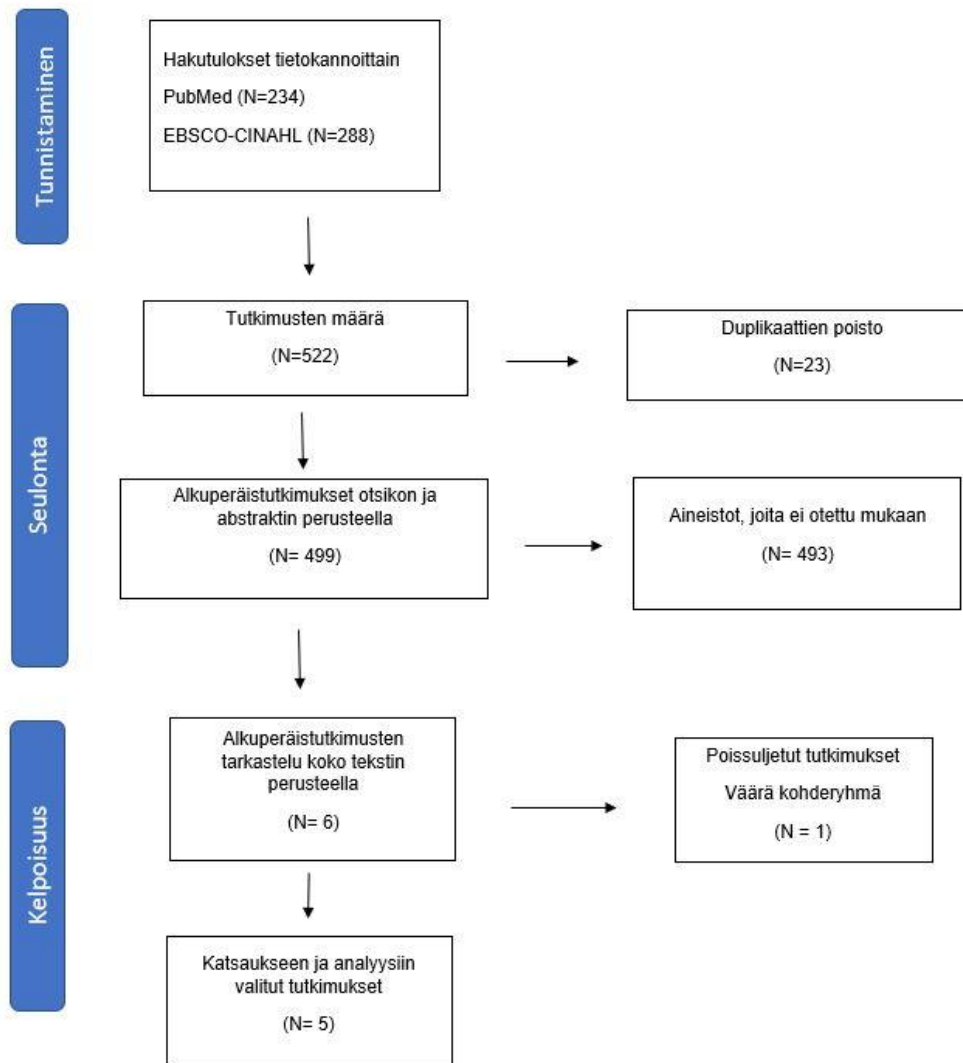 Tunnistaminen
Hakutulokset tietokannoittain
PubMed (N=234)
EBSCO-CINAHL (N=288)
Seulonta
Tutkimusten määrä
(N=522)
Duplikaattien poisto
(N=23)
Alkuperäistutkimukset otsikon ja
abstraktin perusteella
(N= 499)
Aineistot, joita ei otettu mukaan
(N= 493)
Kelpoisuus
Alkuperäistutkimusten
tarkastelu koko tekstin
perusteella
(N= 6)
Poissuljetut tutkimukset
Väärä kohderyhmä
(N = 1)
Katsaukseen ja analyysiin
valitut tutkimukset
(N= 5)